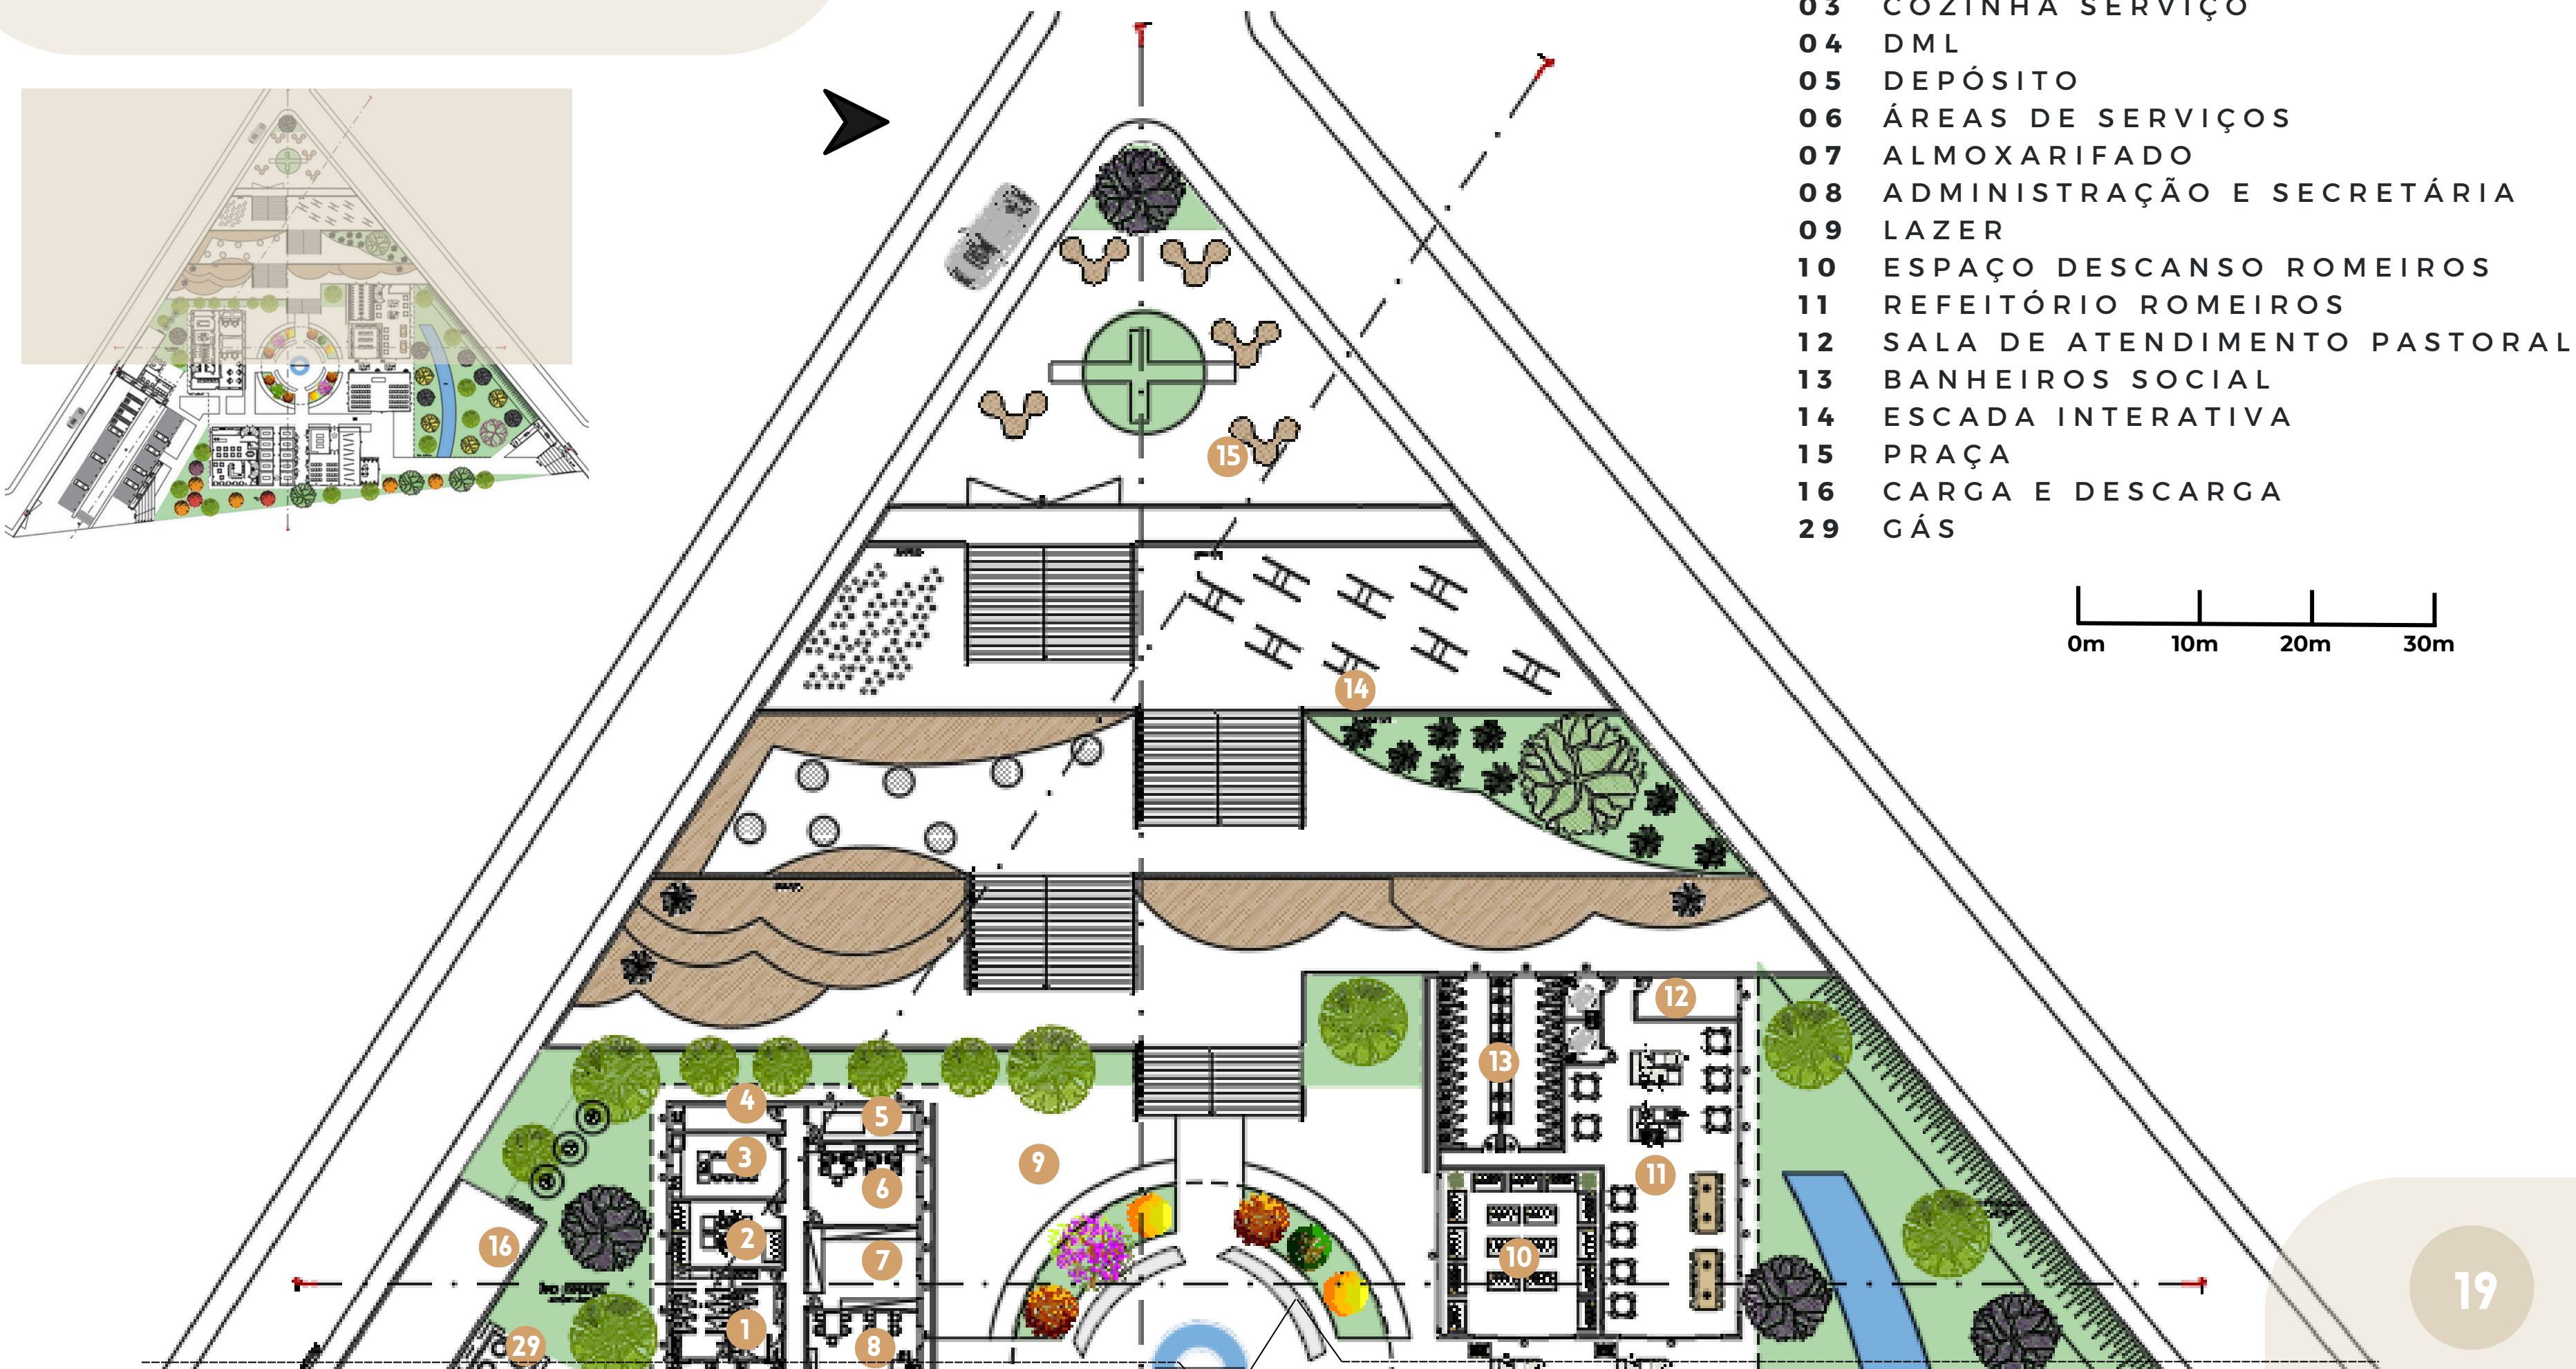 03 COZINHA SERVIÇO
04 DML
05 DEPÓSITO
06 ÁREAS DE SERVIÇOS
07 ALMOXARIFADO
08 ADMINISTRAÇÃO E SECRETÁRIA
09 LAZER
10 ESPAÇO DESCANSO ROMEIROS
11 REFEITÓRIO ROMEIROS
12 SALA DE ATENDIMENTO PASTORAL
13 BANHEIROS SOCIAL
14 ESCADA INTERATIVA
15 PRAÇA
16 CARGA E DESCARGA
29 GÁS
0m 10m 20m 30m
15
14
12
13
4
5
3
9
11
6
2
16
7
10
1
29
8
19